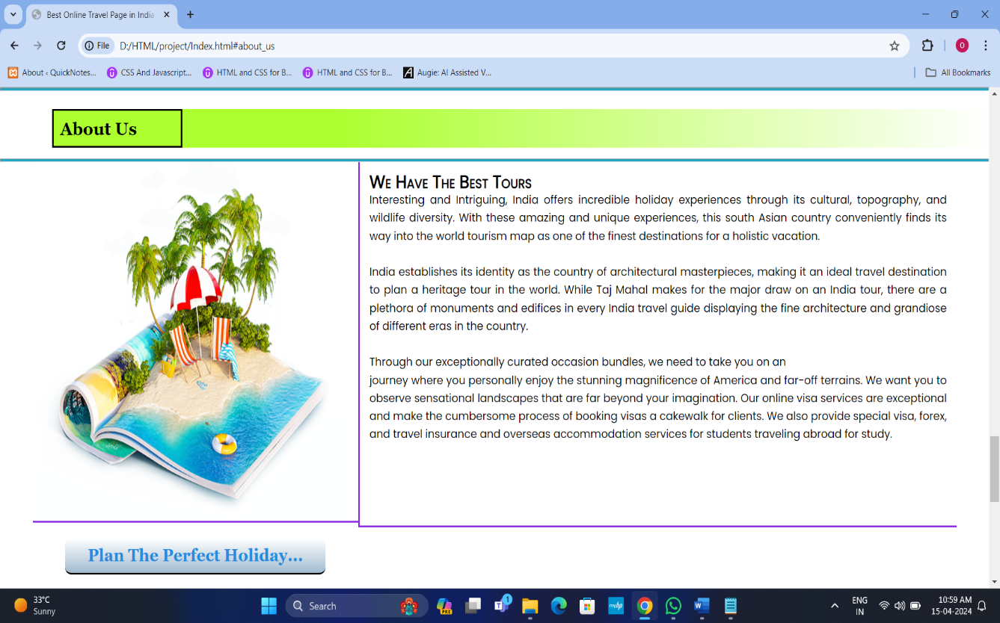 Best Online Travel Page in India
File D:/HTML/project/Index.html#about_us
O
About ‹ QuickNotes... CSS And Javascript... HTML and CSS for B... HTML and CSS for B... Augie: AI Assisted V... All Bookmarks
About Us
We Have The Best Tours
Interesting and Intriguing, India offers incredible holiday experiences through its cultural, topography, and
wildlife diversity. With these amazing and unique experiences, this south Asian country conveniently finds its
way into the world tourism map as one of the finest destinations for a holistic vacation.
India establishes its identity as the country of architectural masterpieces, making it an ideal travel destination
to plan a heritage tour in the world. While Taj Mahal makes for the major draw on an India tour, there are a
plethora of monuments and edifices in every India travel guide displaying the fine architecture and grandiose
of different eras in the country.
Through our exceptionally curated occasion bundles, we need to take you on an
journey where you personally enjoy the stunning magnificence of America and far-off terrains. We want you to
observe sensational landscapes that are far beyond your imagination. Our online visa services are exceptional
and make the cumbersome process of booking visas a cakewalk for clients. We also provide special visa, forex,
and travel insurance and overseas accommodation services for students traveling abroad for study.
Plan The Perfect Holiday...
33°C
Sunny
Search
PRE
T
1
myhp
W
ENG
IN
10:59 AM
15-04-2024